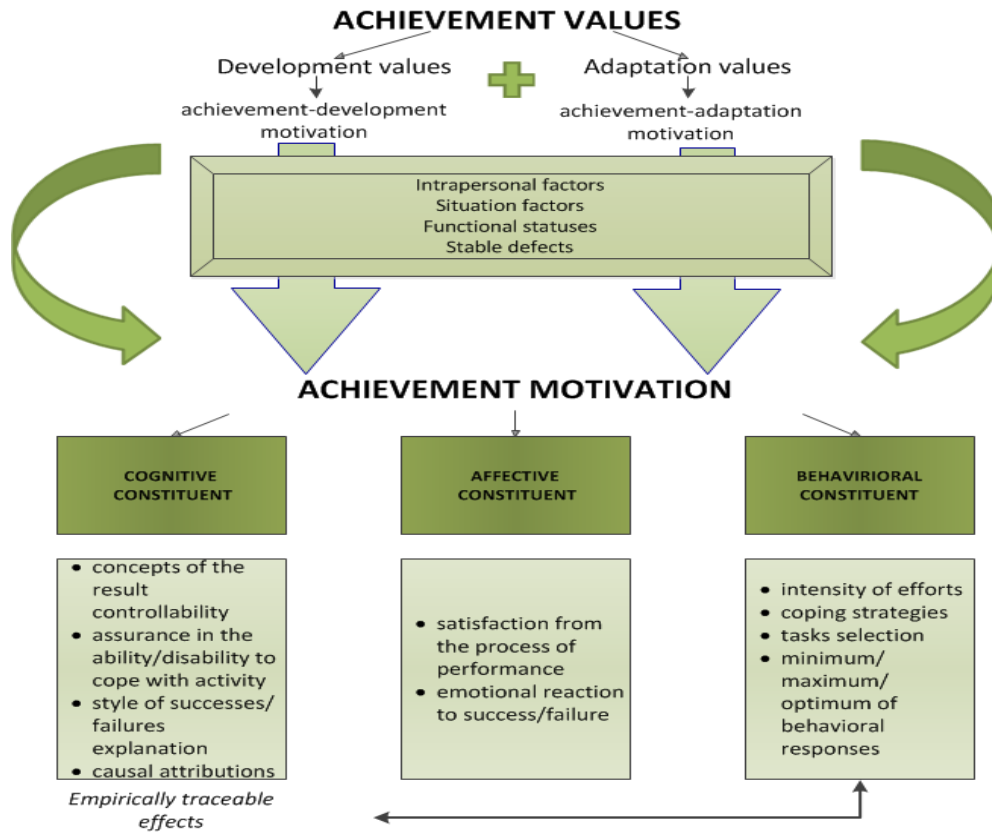 ACHIEVEMENT VALUES
Development values
Adaptation values
achievement-development
motivation
achievement-adaptation
motivation
Intrapersonal factors
Situation factors
Functional statuses
Stable defects
ACHIEVEMENT MOTIVATION
COGNITIVE
CONSTITUENT
• concepts of the
result
controllability
• assurance in the
ability/disability to
cope with activity
• style of successes/
failures
explanation
• causal attributions
AFFECTIVE
CONSTITUENT
• satisfaction from
the process of
performance
• emotional reaction
to success/failure
BEHAVIRIORAL
CONSTITUENT
• intensity of efforts
• coping strategies
• tasks selection
• minimum/
maximum/
optimum of
behavioral
responses
Empirically traceable
effects